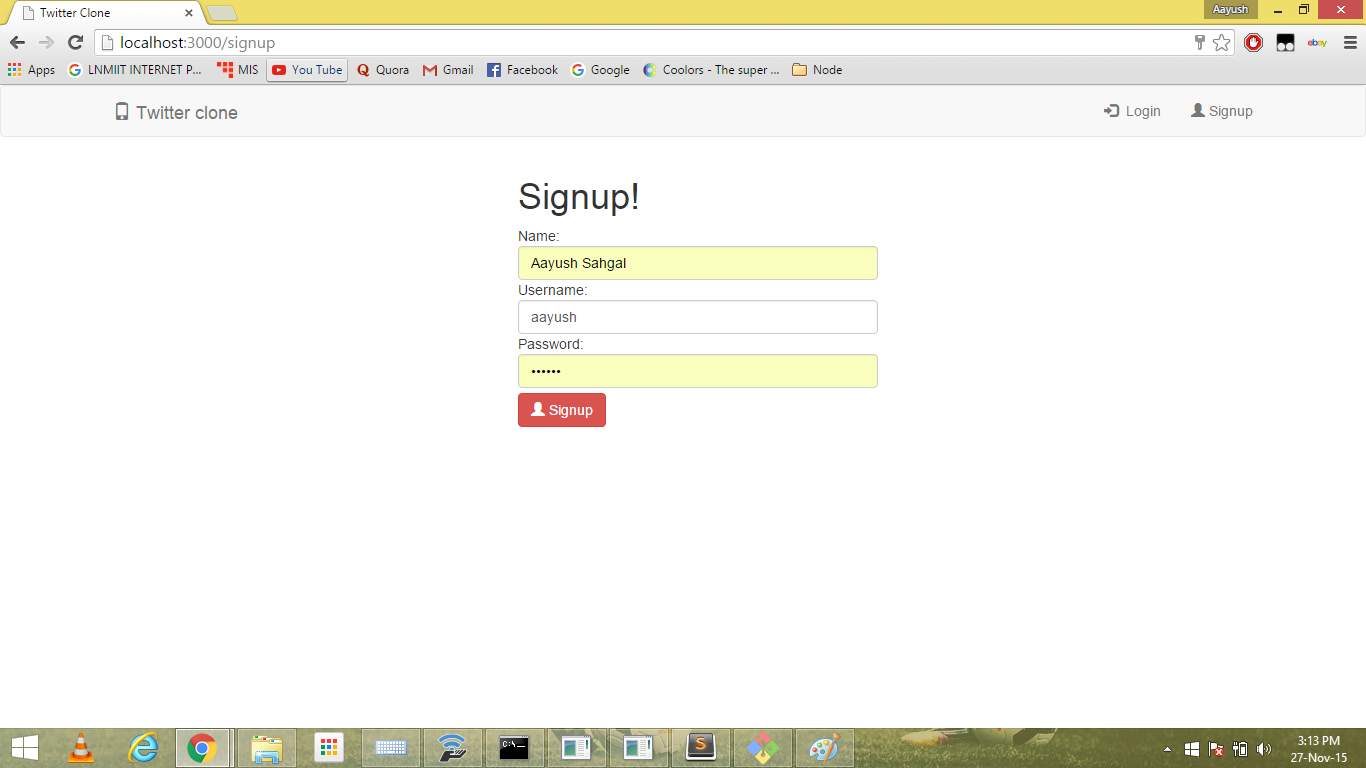 Twitter Clone
Aayush
localhost:3000/signup
ebay
Apps LNMIIT INTERNET P... MIS You Tube Quora Gmail Facebook Google Coolors - The super ... Node
Twitter clone
Login Signup
Signup!
Name:
Aayush Sahgal
Username:
aayush
Password:
••••••
Signup
C:\
S
3:13 PM
27-Nov-15